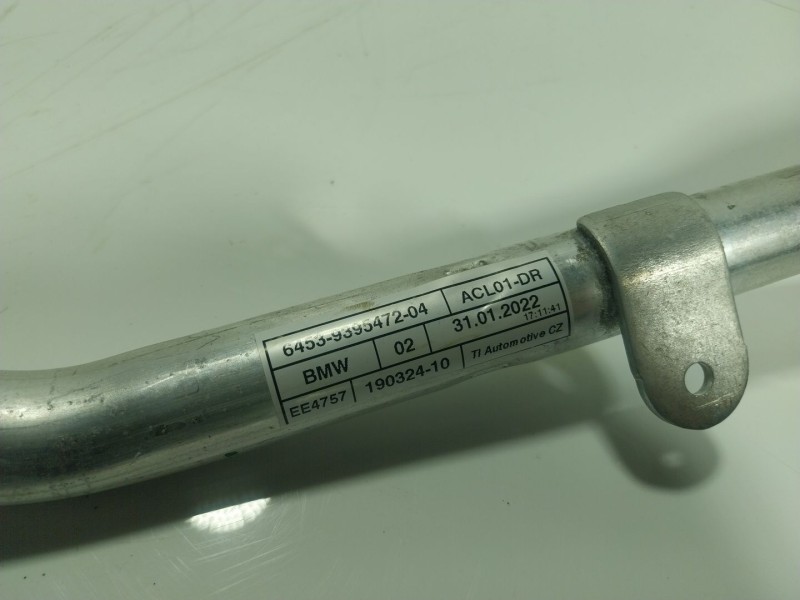 6453-9395472-04 ACL01-DR
BMW 02 31.01.2022 17:11:41
EE4757 190324-10 TI Automotive CZ